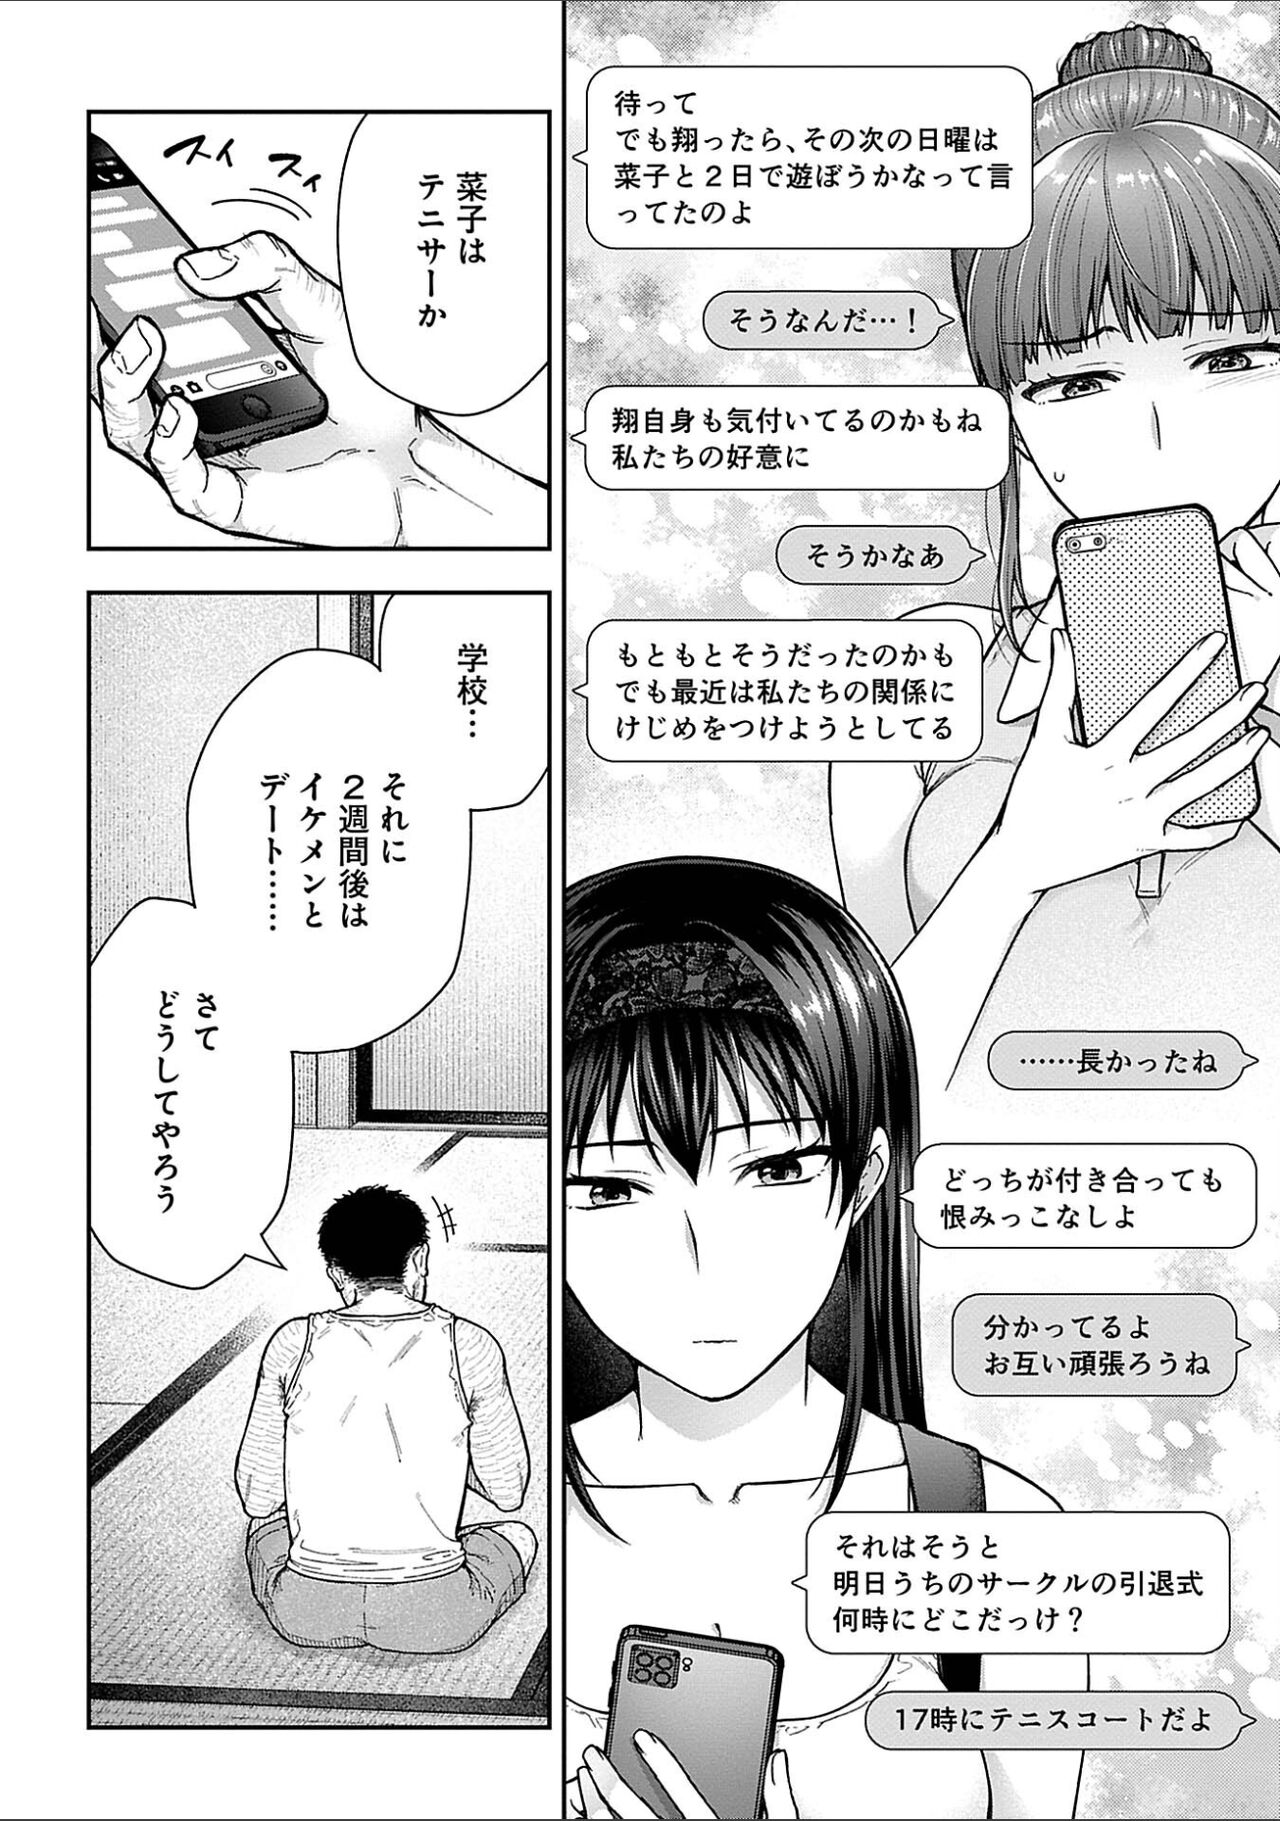 待って
でも翔ったら、その次の日曜は
菜子と２日で遊ぼうかなって言
ってたのよ
そうなんだ…！
翔自身も気付いてるのかもね
私たちの好意に
そうかなあ
もともとそうだったのかも
でも最近は私たちの関係に
けじめをつけようとしてる
……長かったね
どっちが付き合っても
恨みっこなしよ
分かってるよ
お互い頑張ろうね
それはそうと
明日うちのサークルの引退式
何時にどこだっけ？
17時にテニスコートだよ
菜子は
テニサーか
スイ
スイ
学校…
それに
２週間後は
イケメンと
デート………
さて
どうしてやろう